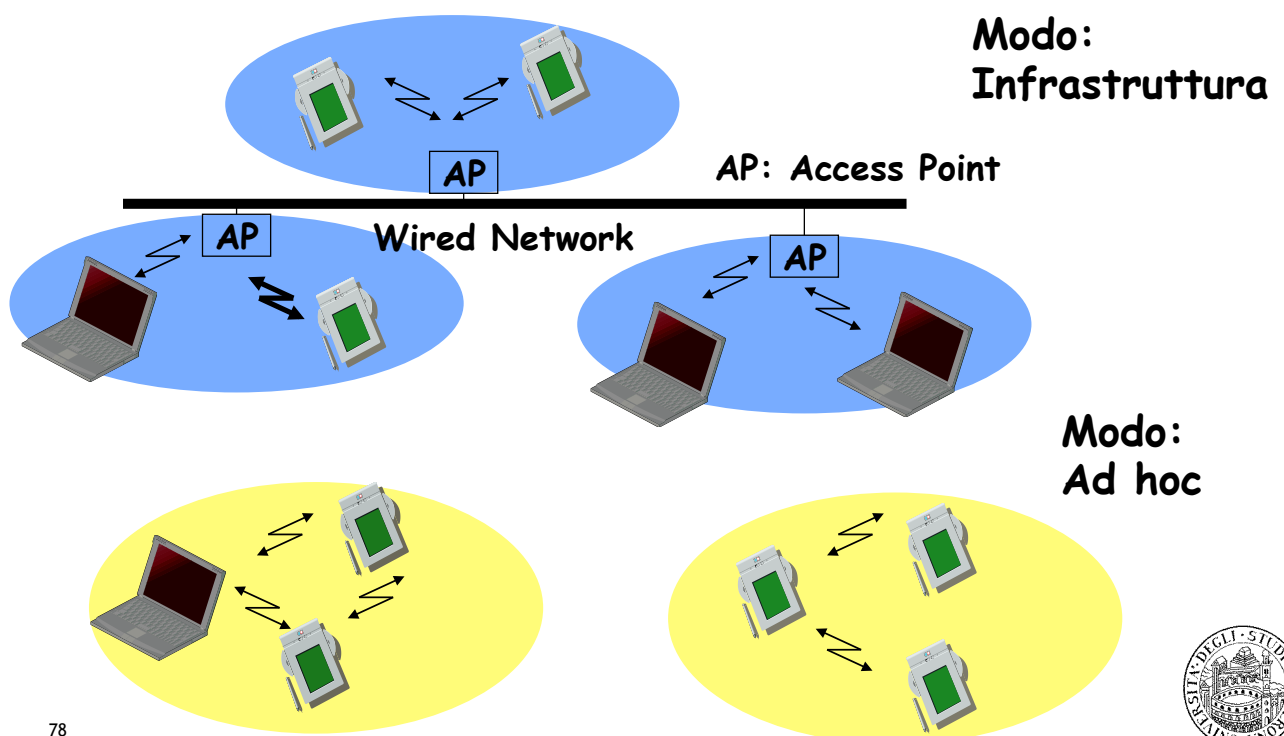 Modo:
Infrastruttura
AP
AP: Access Point
AP
Wired Network
AP
Modo:
Ad hoc
78